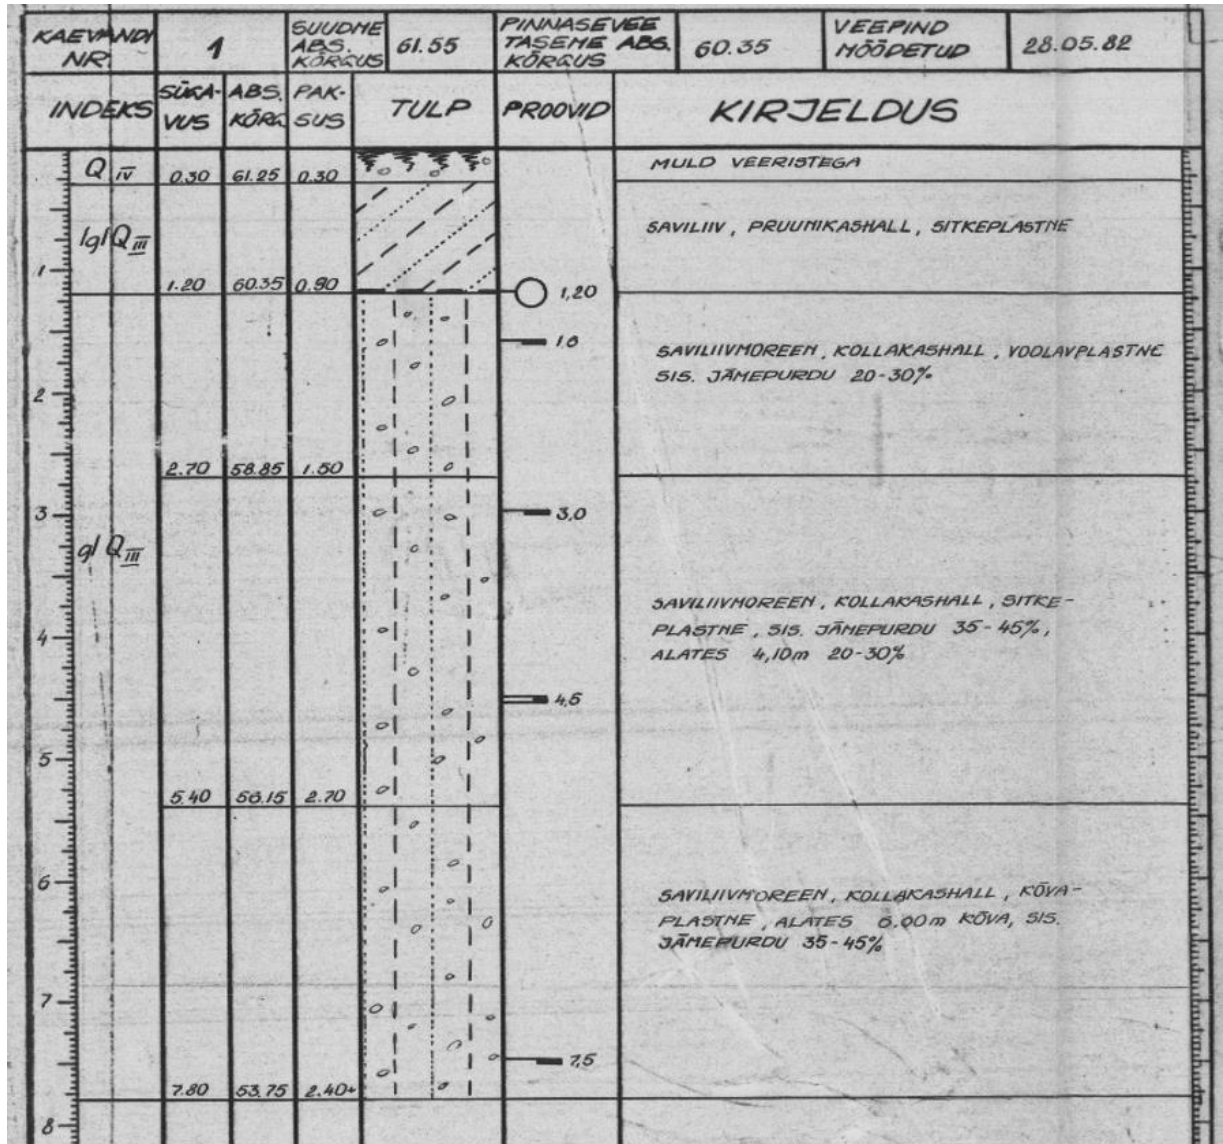 KAEVANDI NR.
1
SUUDME ABS. KÕRGUS
61.55
PINNASEVEE TASEME ABS. KÕRGUS
60.35
VEEPIND MÕÕDETUD
28.05.82
INDEKS
SÜGA-VUS
ABS. KÕRG.
PAK-SUS
TULP
PROOVID
KIRJELDUS
Q IV
0.30 61.25 0.30
MULD VEERISTEGA
lgl Q III
SAVILIIV, PRUUNIKASHALL, SITKEPLASTNE
1
1.20 60.35 0.90
1,20
1.6
SAVILIIVMOREEN, KOLLAKASHALL, VOOLAVPLASTNE
SIS. JÄMEPURDU 20-30%
2
2.70 58.85 1.50
3
3,0
gl Q III
SAVILIIVMOREEN, KOLLAKASHALL, SITKE-
PLASTNE, SIS. JÄMEPURDU 35-45%,
ALATES 4,10m 20-30%
4
4,5
5
5.40 56.15 2.70
6
SAVILIIVMOREEN, KOLLAKASHALL, KÕVA-
PLASTNE, ALATES 6.00m KÕVA, SIS.
JÄMEPURDU 35-45%
7
7,5
7.80 53.75 2.40+
8